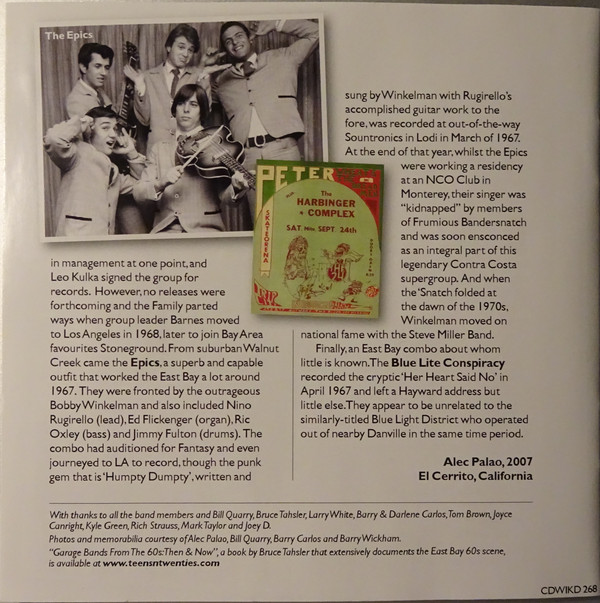 The Epics
PETER
The
HARBINGER
COMPLEX
SAT. Nite. SEPT. 24th
SKATEARENA
in management at one point, and
Leo Kulka signed the group for
records. However, no releases were
forthcoming and the Family parted
ways when group leader Barnes moved
to Los Angeles in 1968, later to join Bay Area
favourites Stoneground. From suburban Walnut
Creek came the Epics, a superb and capable
outfit that worked the East Bay a lot around
1967. They were fronted by the outrageous
Bobby Winkelman and also included Nino
Rugirello (lead), Ed Flickenger (organ), Ric
Oxley (bass) and Jimmy Fulton (drums). The
combo had auditioned for Fantasy and even
journeyed to LA to record, though the punk
gem that is ‘Humpty Dumpty’, written and
sung by Winkelman with Rugirello’s
accomplished guitar work to the
fore, was recorded at out-of-the-way
Sountronics in Lodi in March of 1967.
At the end of that year, whilst the Epics
were working a residency
at an NCO Club in
Monterey, their singer was
“kidnapped” by members
of Frumious Bandersnatch
and was soon ensconced
as an integral part of this
legendary Contra Costa
supergroup. And when
the ‘Snatch folded at
the dawn of the 1970s,
Winkelman moved on
national fame with the Steve Miller Band.
Finally, an East Bay combo about whom
little is known. The Blue Lite Conspiracy
recorded the cryptic ‘Her Heart Said No’ in
April 1967 and left a Hayward address but
little else. They appear to be unrelated to the
similarly-titled Blue Light District who operated
out of nearby Danville in the same time period.
Alec Palao, 2007
El Cerrito, California
With thanks to all the band members and Bill Quarry, Bruce Tahsler, Larry White, Barry & Darlene Carlos, Tom Brown, Joyce
Canright, Kyle Green, Rich Strauss, Mark Taylor and Joey D.
Photos and memorabilia courtesy of Alec Palao, Bill Quarry, Barry Carlos and Barry Wickham.
“Garage Bands From The 60s: Then & Now”, a book by Bruce Tahsler that extensively documents the East Bay 60s scene,
is available at www.teensntwenties.com
CDWIKD 268